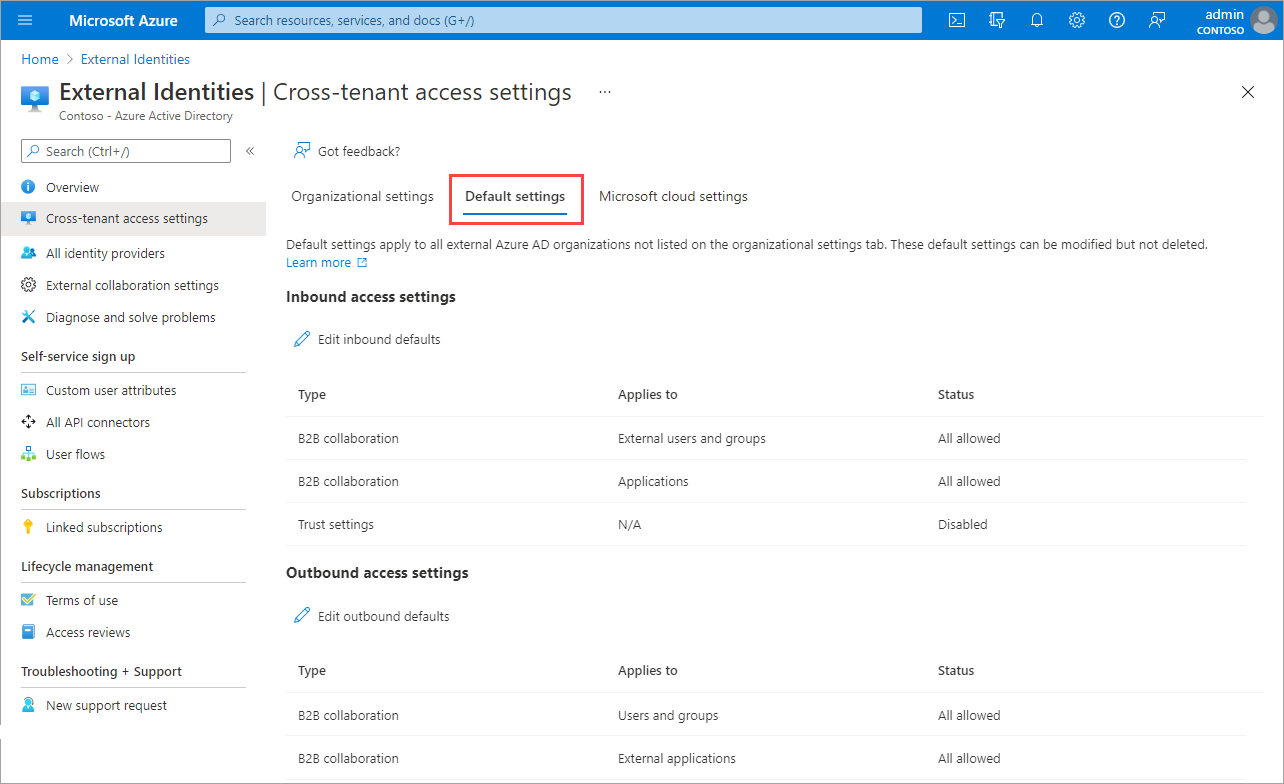 Microsoft Azure
Search resources, services, and docs (G+/)
admin
CONTOSO
Home > External Identities
External Identities | Cross-tenant access settings ...
Contoso - Azure Active Directory
Search (Ctrl+/)
Overview
Cross-tenant access settings
All identity providers
External collaboration settings
Diagnose and solve problems
Self-service sign up
Custom user attributes
All API connectors
User flows
Subscriptions
Linked subscriptions
Lifecycle management
Terms of use
Access reviews
Troubleshooting + Support
New support request
Got feedback?
Organizational settings Default settings Microsoft cloud settings
Default settings apply to all external Azure AD organizations not listed on the organizational settings tab. These default settings can be modified but not deleted.
Learn more
Inbound access settings
Edit inbound defaults
Type Applies to Status
B2B collaboration External users and groups All allowed
B2B collaboration Applications All allowed
Trust settings N/A Disabled
Outbound access settings
Edit outbound defaults
Type Applies to Status
B2B collaboration Users and groups All allowed
B2B collaboration External applications All allowed